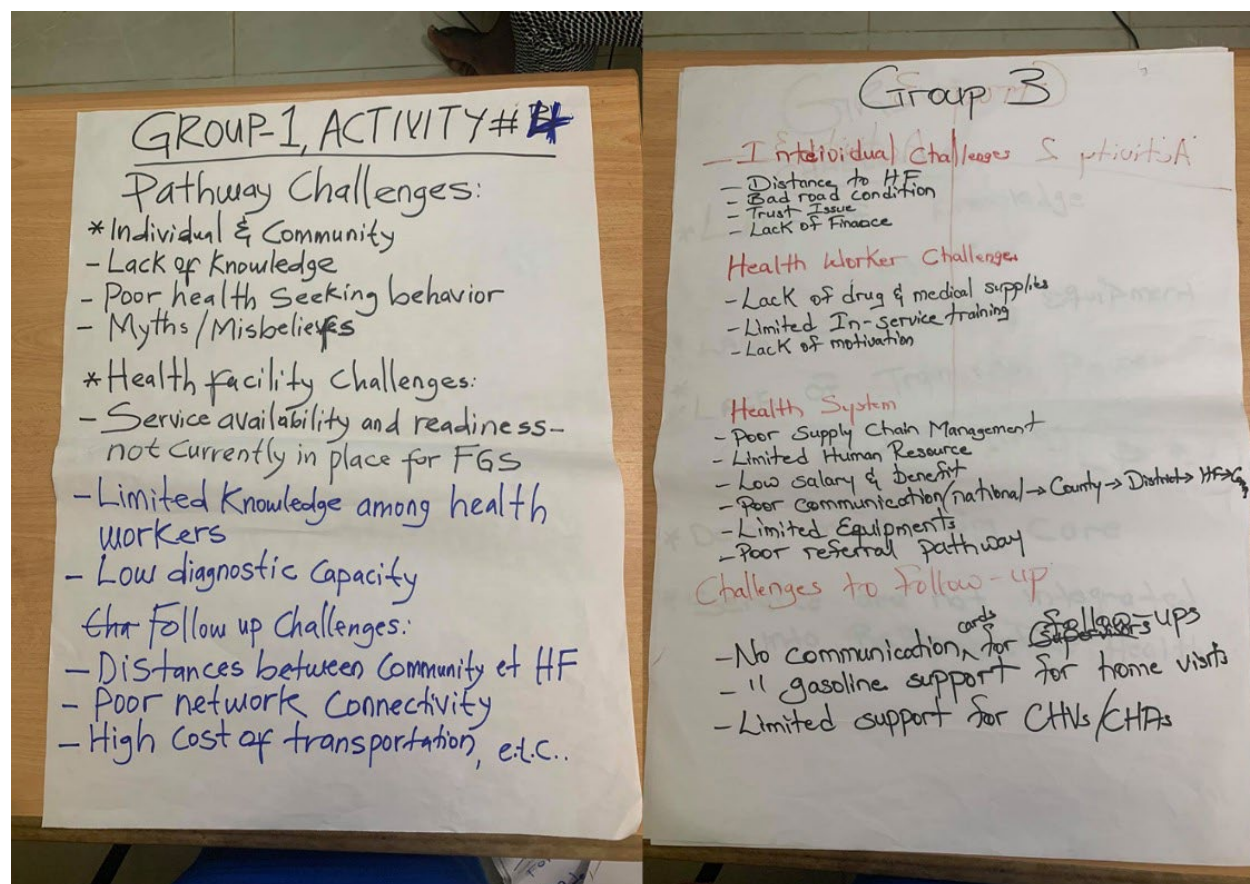 GROUP-1, ACTIVITY # 4
Pathway Challenges:
* Individual & Community
- Lack of Knowledge
- Poor health Seeking behavior
- Myths/Misbelieves
* Health Facility Challenges:
- Service availability and readiness-
not Currently in place for FGS
- Limited Knowledge among health
workers
- Low diagnostic Capacity
Follow up Challenges:
- Distances between Community et HF
- Poor network Connectivity
- High Cost of transportation, e.t.c..
Group 3
- Individual Challenges
- Distance to HF
- Bad road condition
- Trust Issue
- Lack of Finance
Health Worker Challenges
- Lack of drug & medical supplies
- Limited In-service training
- Lack of motivation
Health System
- Poor Supply Chain Management
- Limited Human Resource
- Low salary & benefit
- Poor communication (national → County → District → HF →
- Limited Equipments
- Poor referral pathway
Challenges to follow-up
- No communication cards for follow-ups
- " gasoline support for home visits
- Limited support for CHVs/CHAs